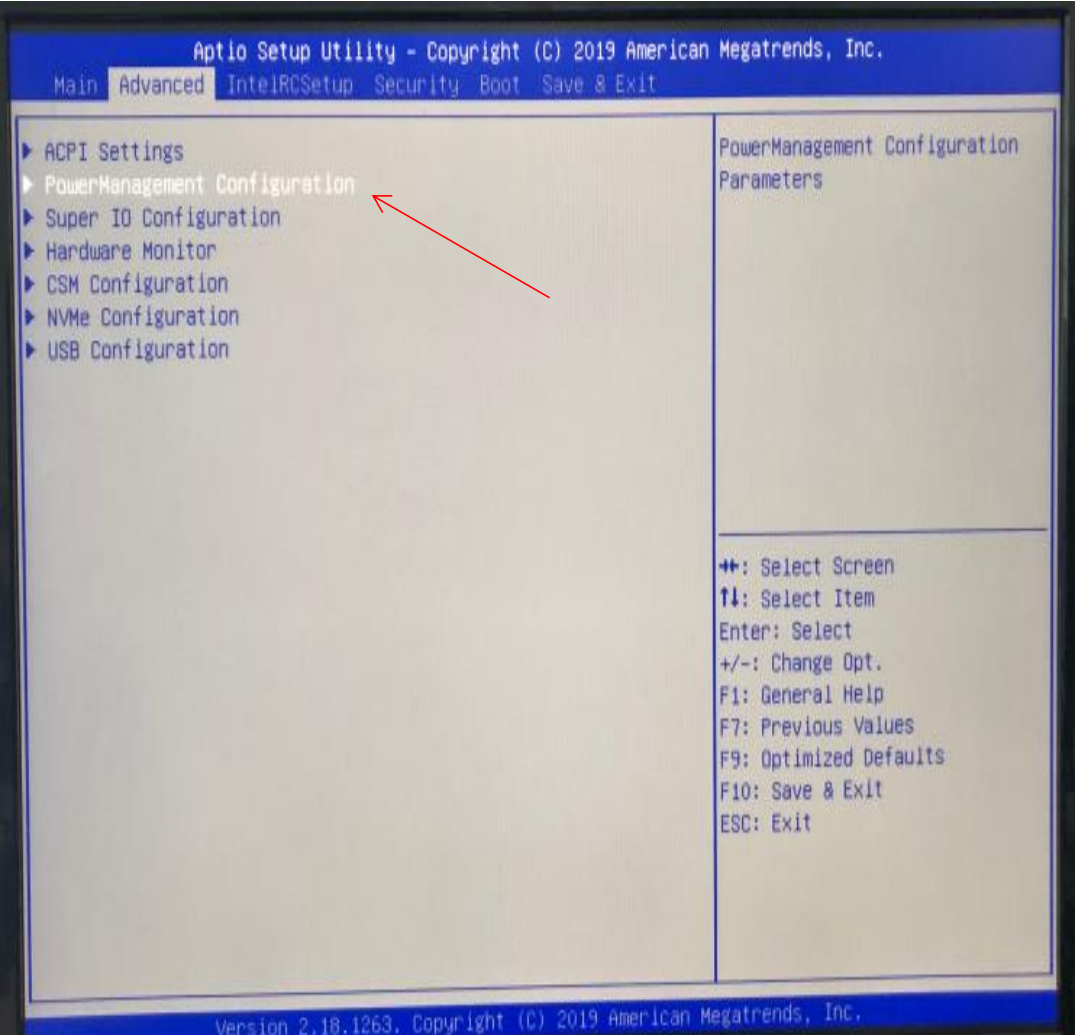 Aptio Setup Utility - Copyright (C) 2019 American Megatrends, Inc.
Main Advanced IntelRCSetup Security Boot Save & Exit
ACPI Settings
PowerManagement Configuration
Super IO Configuration
Hardware Monitor
CSM Configuration
NVMe Configuration
USB Configuration
PowerManagement Configuration
Parameters
→←: Select Screen
↑↓: Select Item
Enter: Select
+/-: Change Opt.
F1: General Help
F7: Previous Values
F9: Optimized Defaults
F10: Save & Exit
ESC: Exit
Version 2.18.1263. Copyright (C) 2019 American Megatrends, Inc.